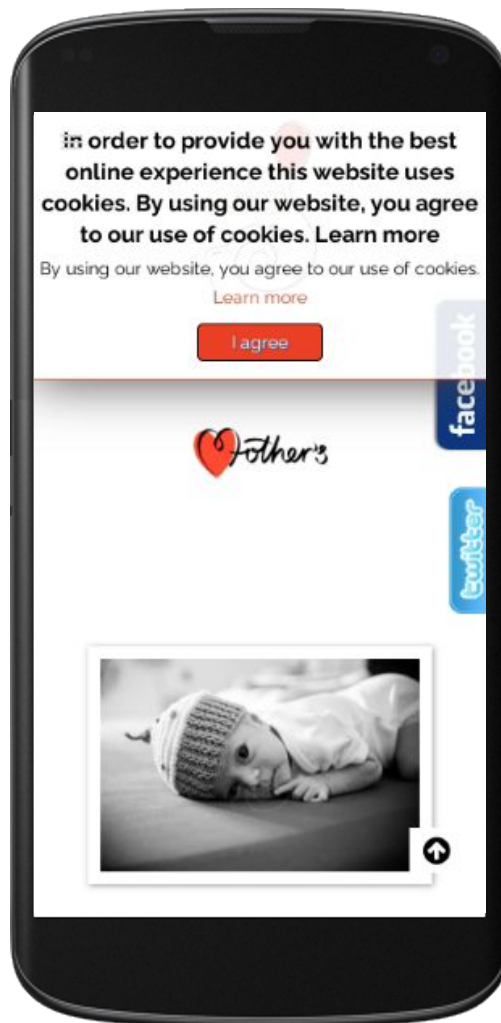 In order to provide you with the best
online experience this website uses
cookies. By using our website, you agree
to our use of cookies. Learn more
By using our website, you agree to our use of cookies.
Learn more
I agree
facebook
Mother's
twitter